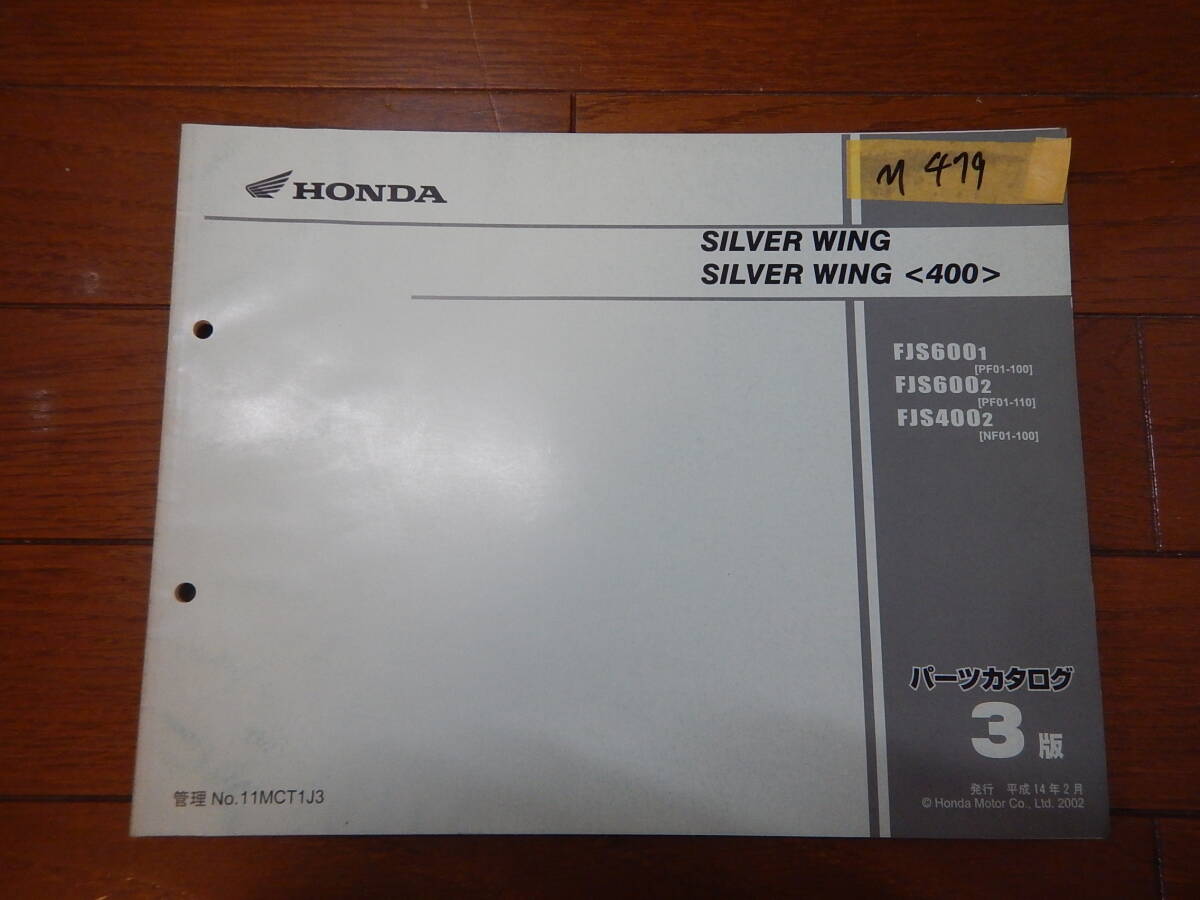 HONDA
M 479
SILVER WING
SILVER WING <400>
FJS6001
[PF01-100]
FJS6002
[PF01-110]
FJS4002
[NF01-100]
パーツカタログ
3版
管理 No.11MCT1J3
発行 平成14年2月
© Honda Motor Co., Ltd. 2002